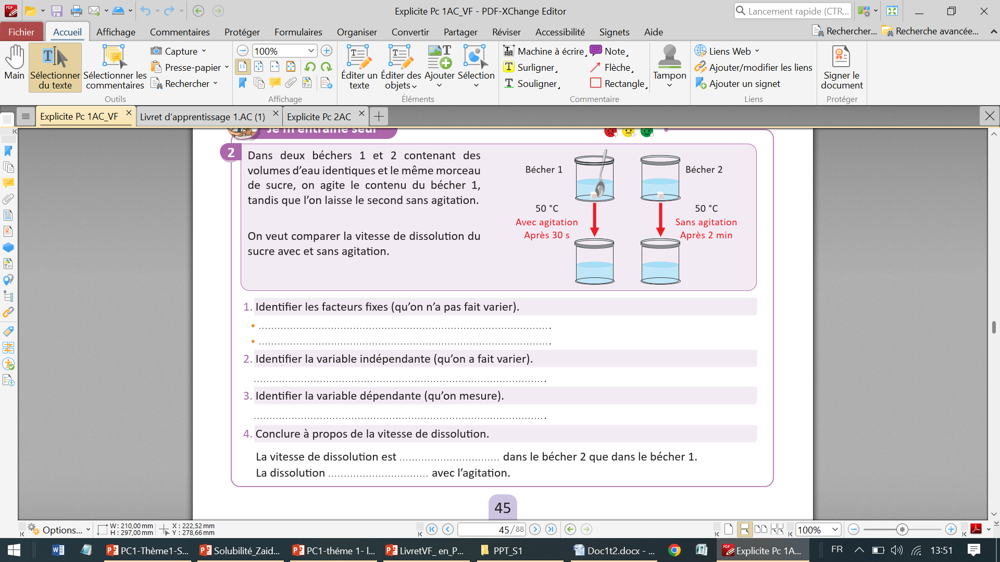 Explicite Pc 1AC_VF - PDF-XChange Editor
Lancement rapide (CTR...
Fichier
Accueil
Affichage
Commentaires
Protéger
Formulaires
Organiser
Convertir
Partager
Réviser
Accessibilité
Signets
Aide
Rechercher...
Recherche avancée...
Main
Sélectionner du texte
Sélectionner les commentaires
Capture
Presse-papier
Rechercher
Outils
100%
Affichage
Éditer un texte
Éditer des objets
Ajouter
Sélection
Éléments
Machine à écrire
Surligner
Souligner
Note
Flèche
Rectangle
Tampon
Commentaire
Liens Web
Ajouter/modifier les liens
Ajouter un signet
Liens
Signer le document
Protéger
Explicite Pc 1AC_VF
Livret d'apprentissage 1.AC (1)
Explicite Pc 2AC
Je m'entraine seul
2
Dans deux béchers 1 et 2 contenant des
volumes d'eau identiques et le même morceau
de sucre, on agite le contenu du bécher 1,
tandis que l'on laisse le second sans agitation.
On veut comparer la vitesse de dissolution du
sucre avec et sans agitation.
Bécher 1
Bécher 2
50 °C
Avec agitation
Après 30 s
50 °C
Sans agitation
Après 2 min
1. Identifier les facteurs fixes (qu'on n'a pas fait varier).
• ..............................
• ..............................
2. Identifier la variable indépendante (qu'on a fait varier).
..............................
3. Identifier la variable dépendante (qu'on mesure).
..............................
4. Conclure à propos de la vitesse de dissolution.
La vitesse de dissolution est .............................. dans le bécher 2 que dans le bécher 1.
La dissolution .............................. avec l'agitation.
45
Options...
W : 210,00 mm
H : 297,00 mm
X : 222,52 mm
Y : 278,66 mm
45 / 88
100%
PC1-Thème1-S...
Solubilité_Zaid...
PC1-théme 1- l...
LivretVF_ en_P...
PPT_S1
Doc1t2.docx - ...
Explicite Pc 1A...
FR
13:51